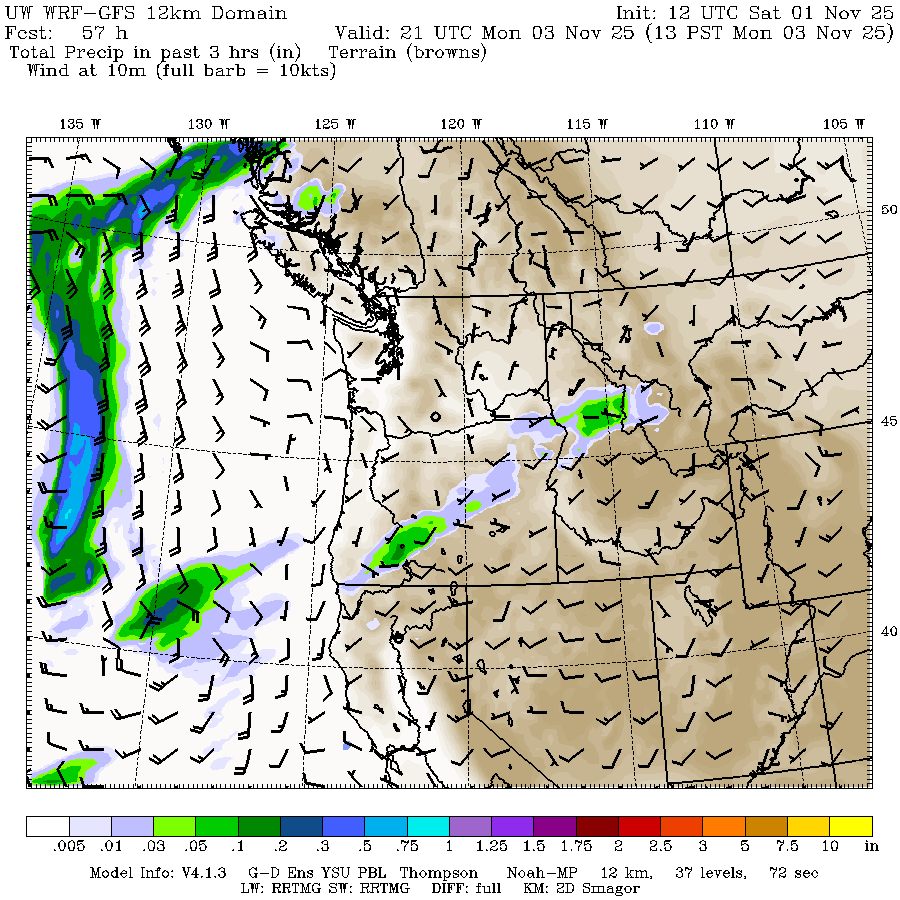 UW WRF-GFS 12km Domain Init: 12 UTC Sat 01 Nov 25
Fcst: 57 h Valid: 21 UTC Mon 03 Nov 25 (13 PST Mon 03 Nov 25)
Total Precip in past 3 hrs (in) Terrain (browns)
Wind at 10m (full barb = 10kts)
135 W 130 W 125 W 120 W 115 W 110 W 105 W
50
45
40
.005 .01 .03 .05 .1 .2 .3 .5 .75 1 1.25 1.5 1.75 2 2.5 3 5 7.5 10 in
Model Info: V4.1.3 G-D Ens YSU PBL Thompson Noah-MP 12 km, 37 levels, 72 sec
LW: RRTMG SW: RRTMG DIFF: full KM: 2D Smagor